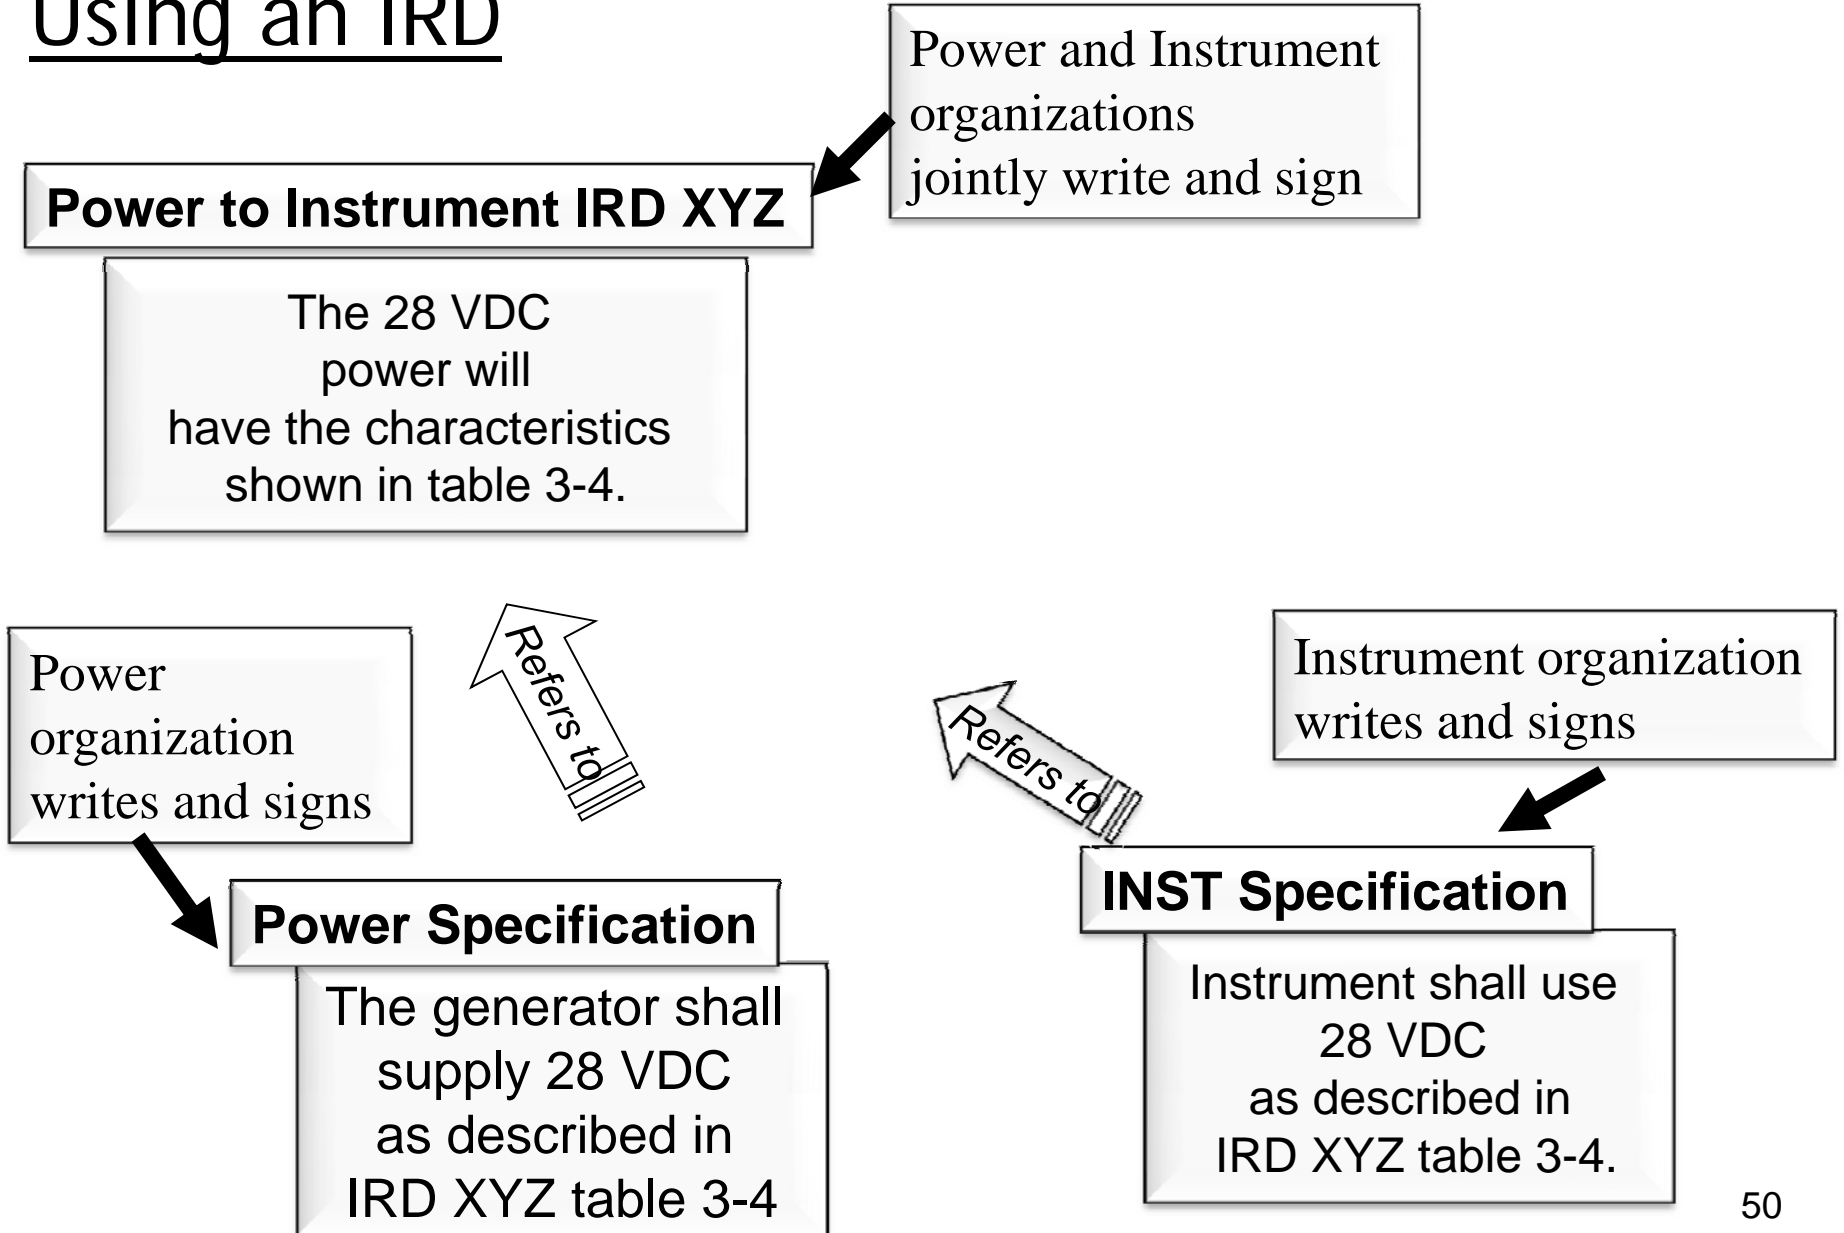 Using an IRD
Power and Instrument
organizations
jointly write and sign
Power to Instrument IRD XYZ
The 28 VDC
power will
have the characteristics
shown in table 3-4.
Power
organization
writes and signs
Refers to
Refers to
Instrument organization
writes and signs
Power Specification
The generator shall
supply 28 VDC
as described in
IRD XYZ table 3-4
INST Specification
Instrument shall use
28 VDC
as described in
IRD XYZ table 3-4.
50